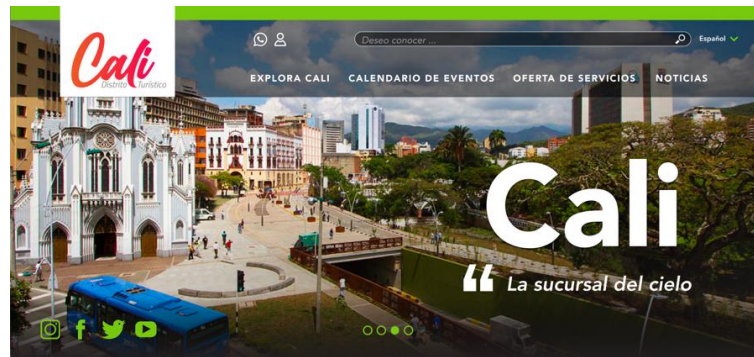 Cali
Distrito Turístico
Deseo conocer ...
Español
EXPLORA CALI CALENDARIO DE EVENTOS OFERTA DE SERVICIOS NOTICIAS
Cali
“ La sucursal del cielo